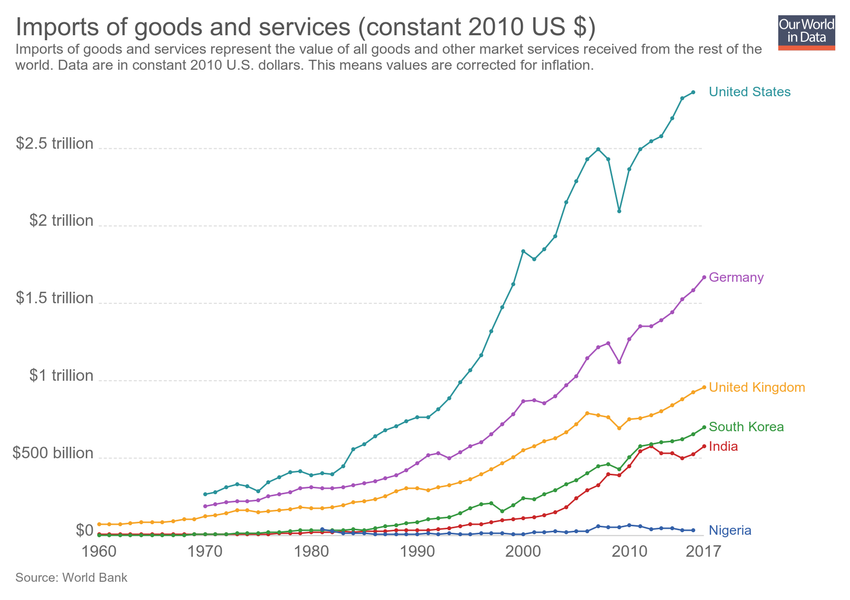 Imports of goods and services (constant 2010 US $)
Our World
in Data
Imports of goods and services represent the value of all goods and other market services received from the rest of the
world. Data are in constant 2010 U.S. dollars. This means values are corrected for inflation.
United States
$2.5 trillion
$2 trillion
Germany
$1.5 trillion
$1 trillion
United Kingdom
South Korea
India
$500 billion
Nigeria
$0
1960 1970 1980 1990 2000 2010 2017
Source: World Bank